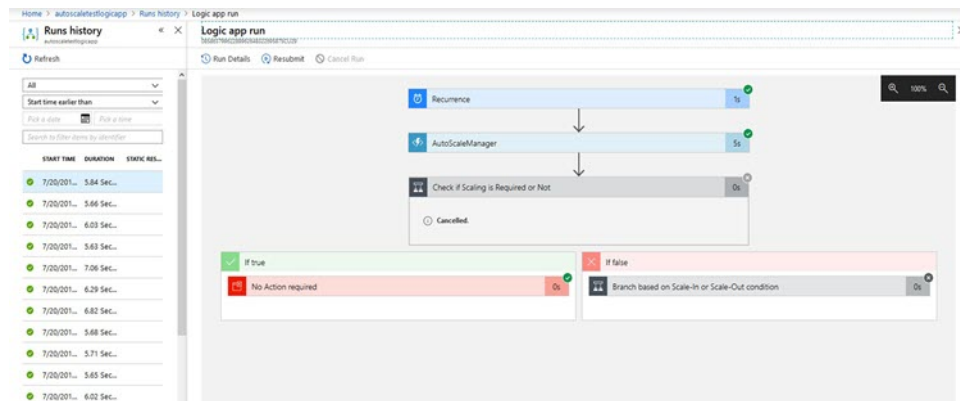 Home > autoscaletestlogicapp > Runs history > Logic app run
Runs history
autoscaletestlogicapp
Refresh
All
Start time earlier than
Pick a date
Pick a time
Search to filter items by identifier
START TIME DURATION STATIC RES...
7/20/201... 5.84 Sec...
7/20/201... 5.66 Sec...
7/20/201... 6.03 Sec...
7/20/201... 5.63 Sec...
7/20/201... 7.06 Sec...
7/20/201... 6.29 Sec...
7/20/201... 6.82 Sec...
7/20/201... 5.68 Sec...
7/20/201... 5.71 Sec...
7/20/201... 5.65 Sec...
7/20/201... 6.02 Sec...
Logic app run
Run Details Resubmit Cancel Run
100%
Recurrence 1s
AutoScaleManager 5s
Check if Scaling is Required or Not 0s
Cancelled.
If true
No Action required 0s
If false
Branch based on Scale-In or Scale-Out condition 0s